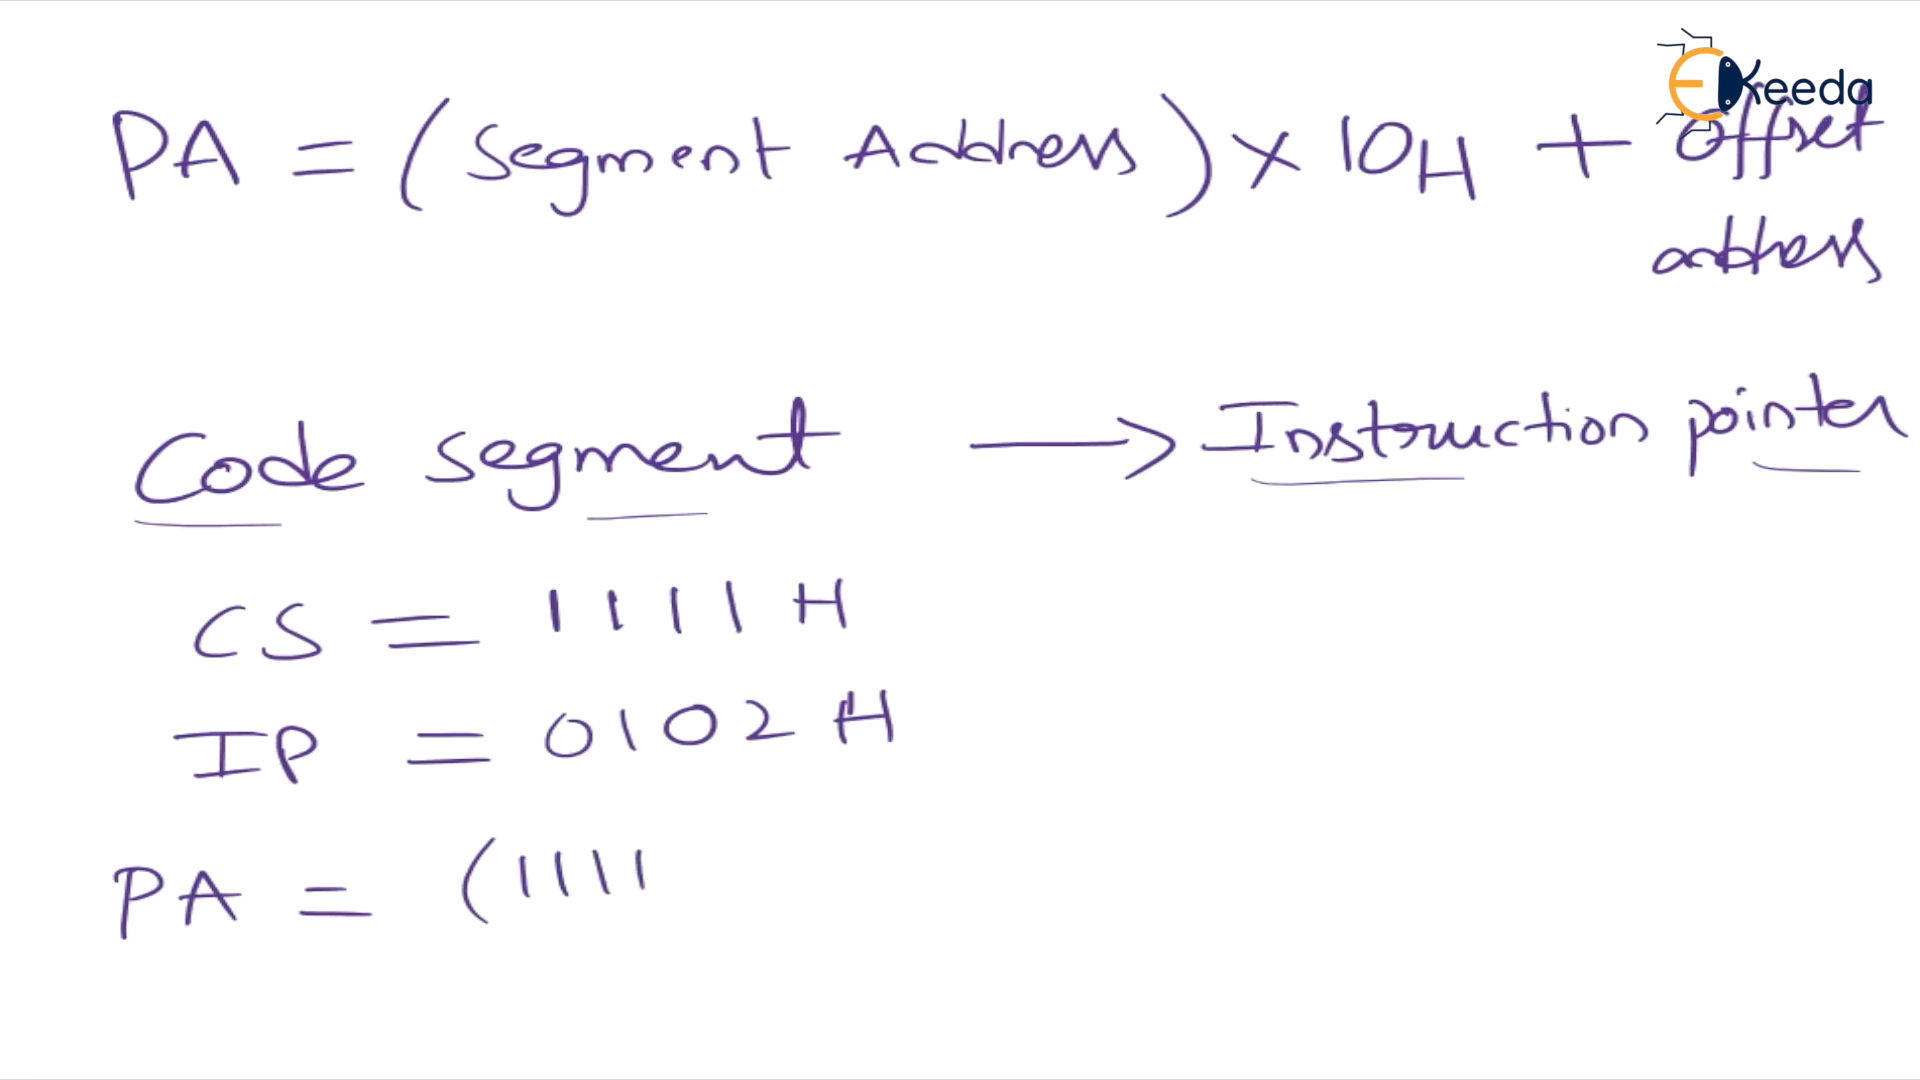 EKeeda
PA = (Segment Address) × 10H + offset
address
Code segment → Instruction pointer
CS = 1111 H
IP = 0102 H
PA = (1111